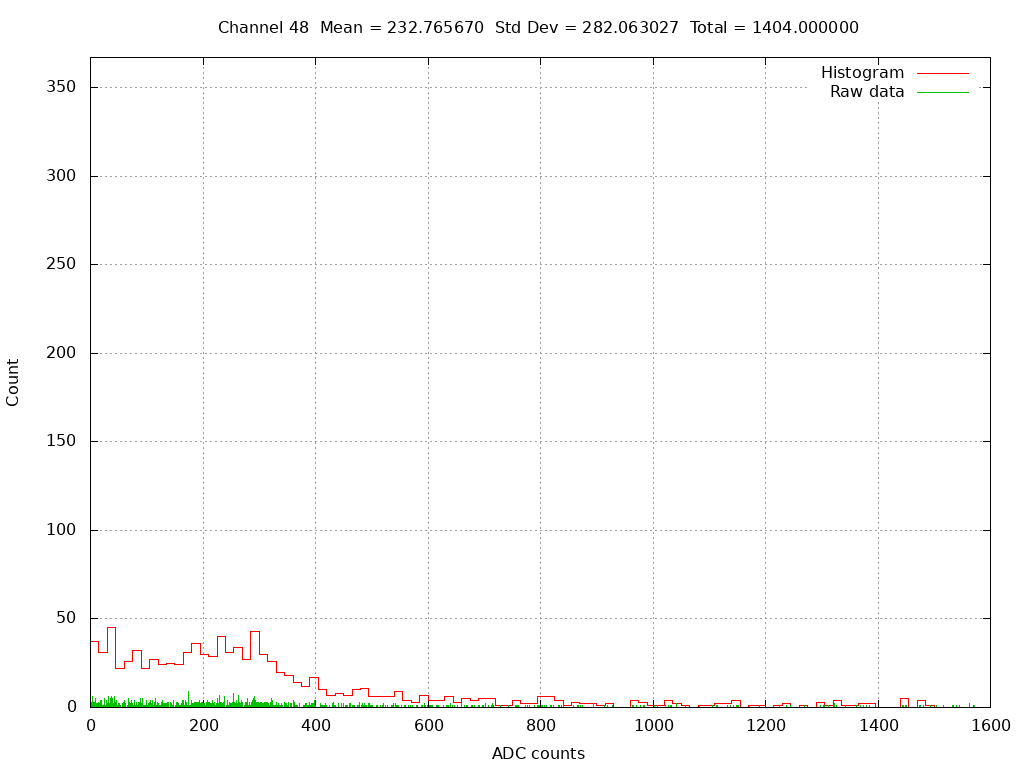 Channel 48  Mean = 232.765670  Std Dev = 282.063027  Total = 1404.000000
Histogram
Raw data
350
300
250
200
150
100
50
0
Count
0 200 400 600 800 1000 1200 1400 1600
ADC counts